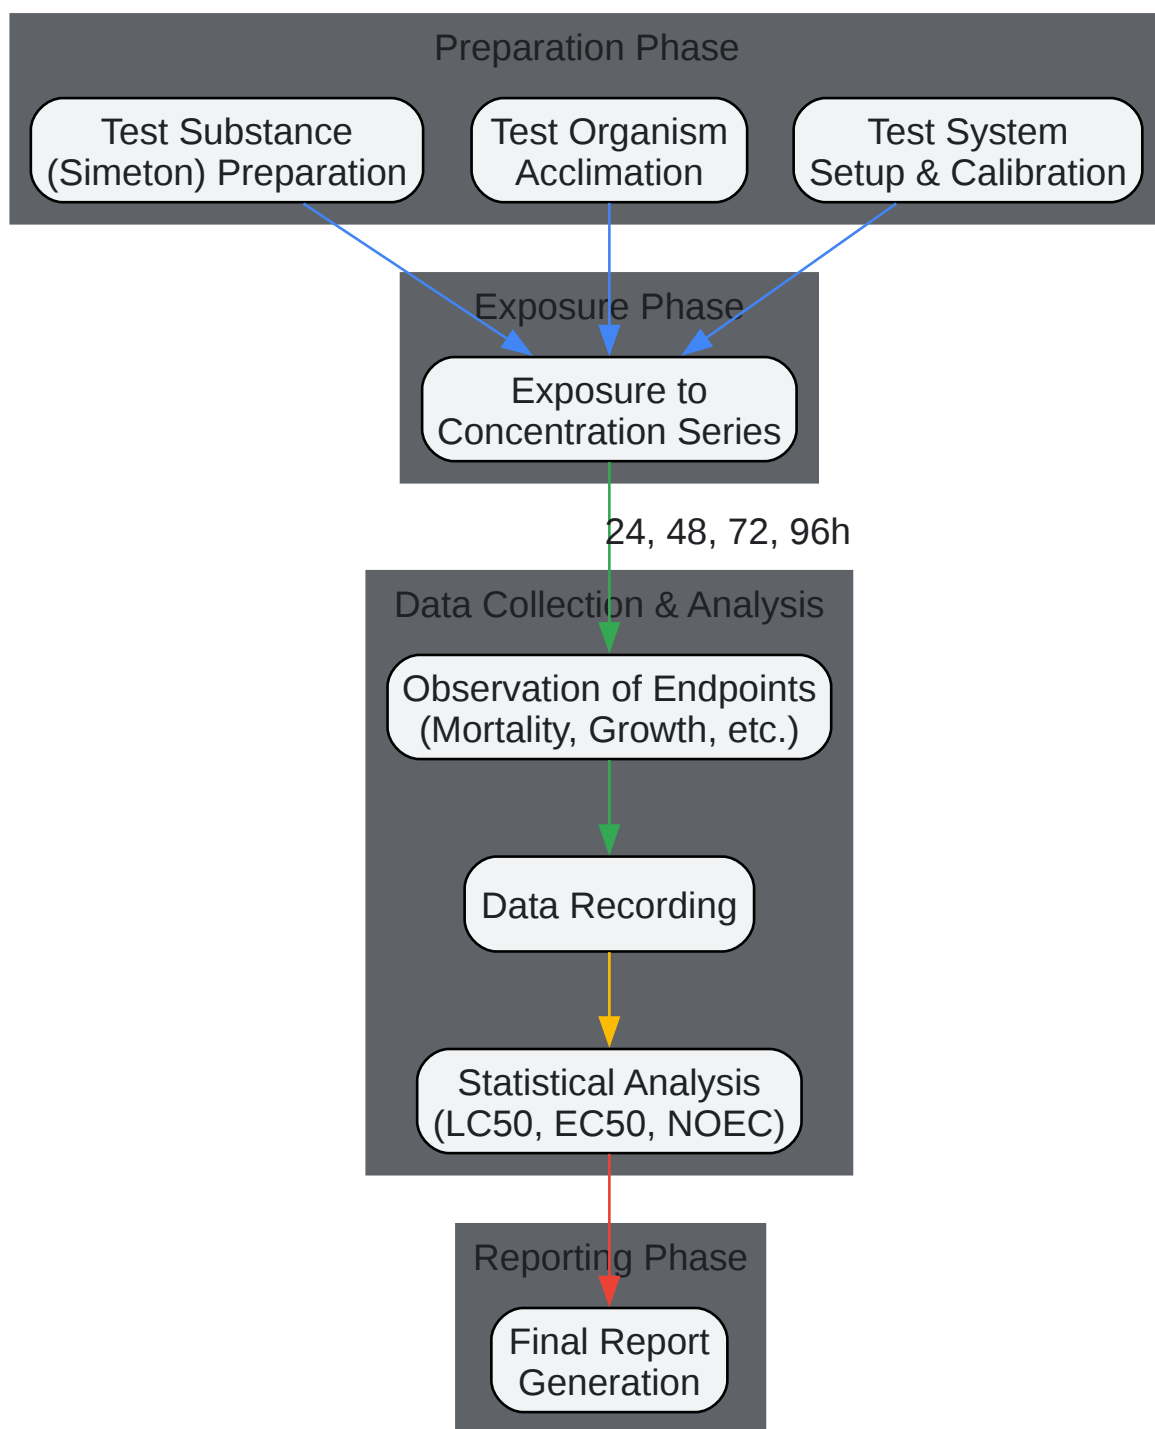 Preparation Phase
Test Substance
(Simeton) Preparation
Test Organism
Acclimation
Test System
Setup & Calibration
Exposure Phase
Exposure to
Concentration Series
24, 48, 72, 96h
Data Collection & Analysis
Observation of Endpoints
(Mortality, Growth, etc.)
Data Recording
Statistical Analysis
(LC50, EC50, NOEC)
Reporting Phase
Final Report
Generation